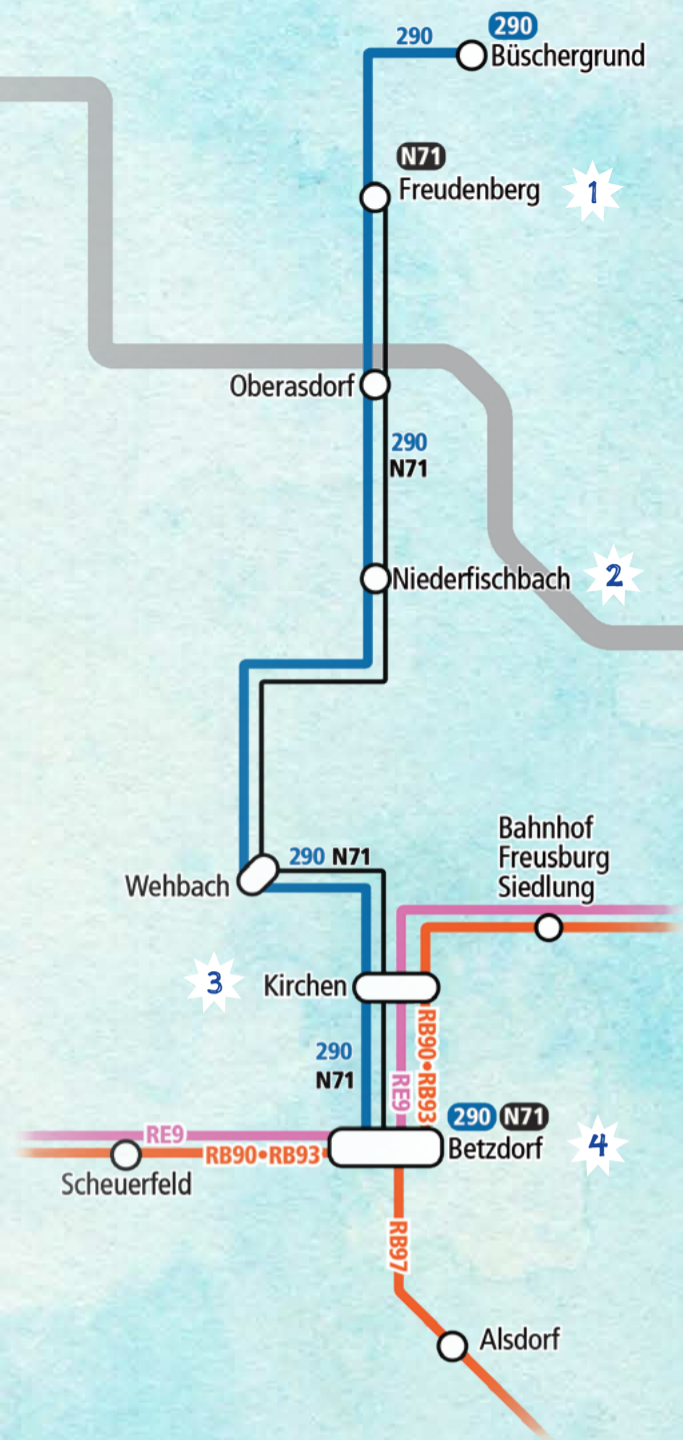 290
290
Büschergrund
N71
Freudenberg
1
Oberasdorf
290
N71
Niederfischbach
2
Bahnhof
Freusburg
Siedlung
290 N71
Wehbach
3
Kirchen
RB90•RB93
290
N71
RE9
290 N71
Betzdorf
4
RE9
RB90•RB93
Scheuerfeld
RB97
Alsdorf